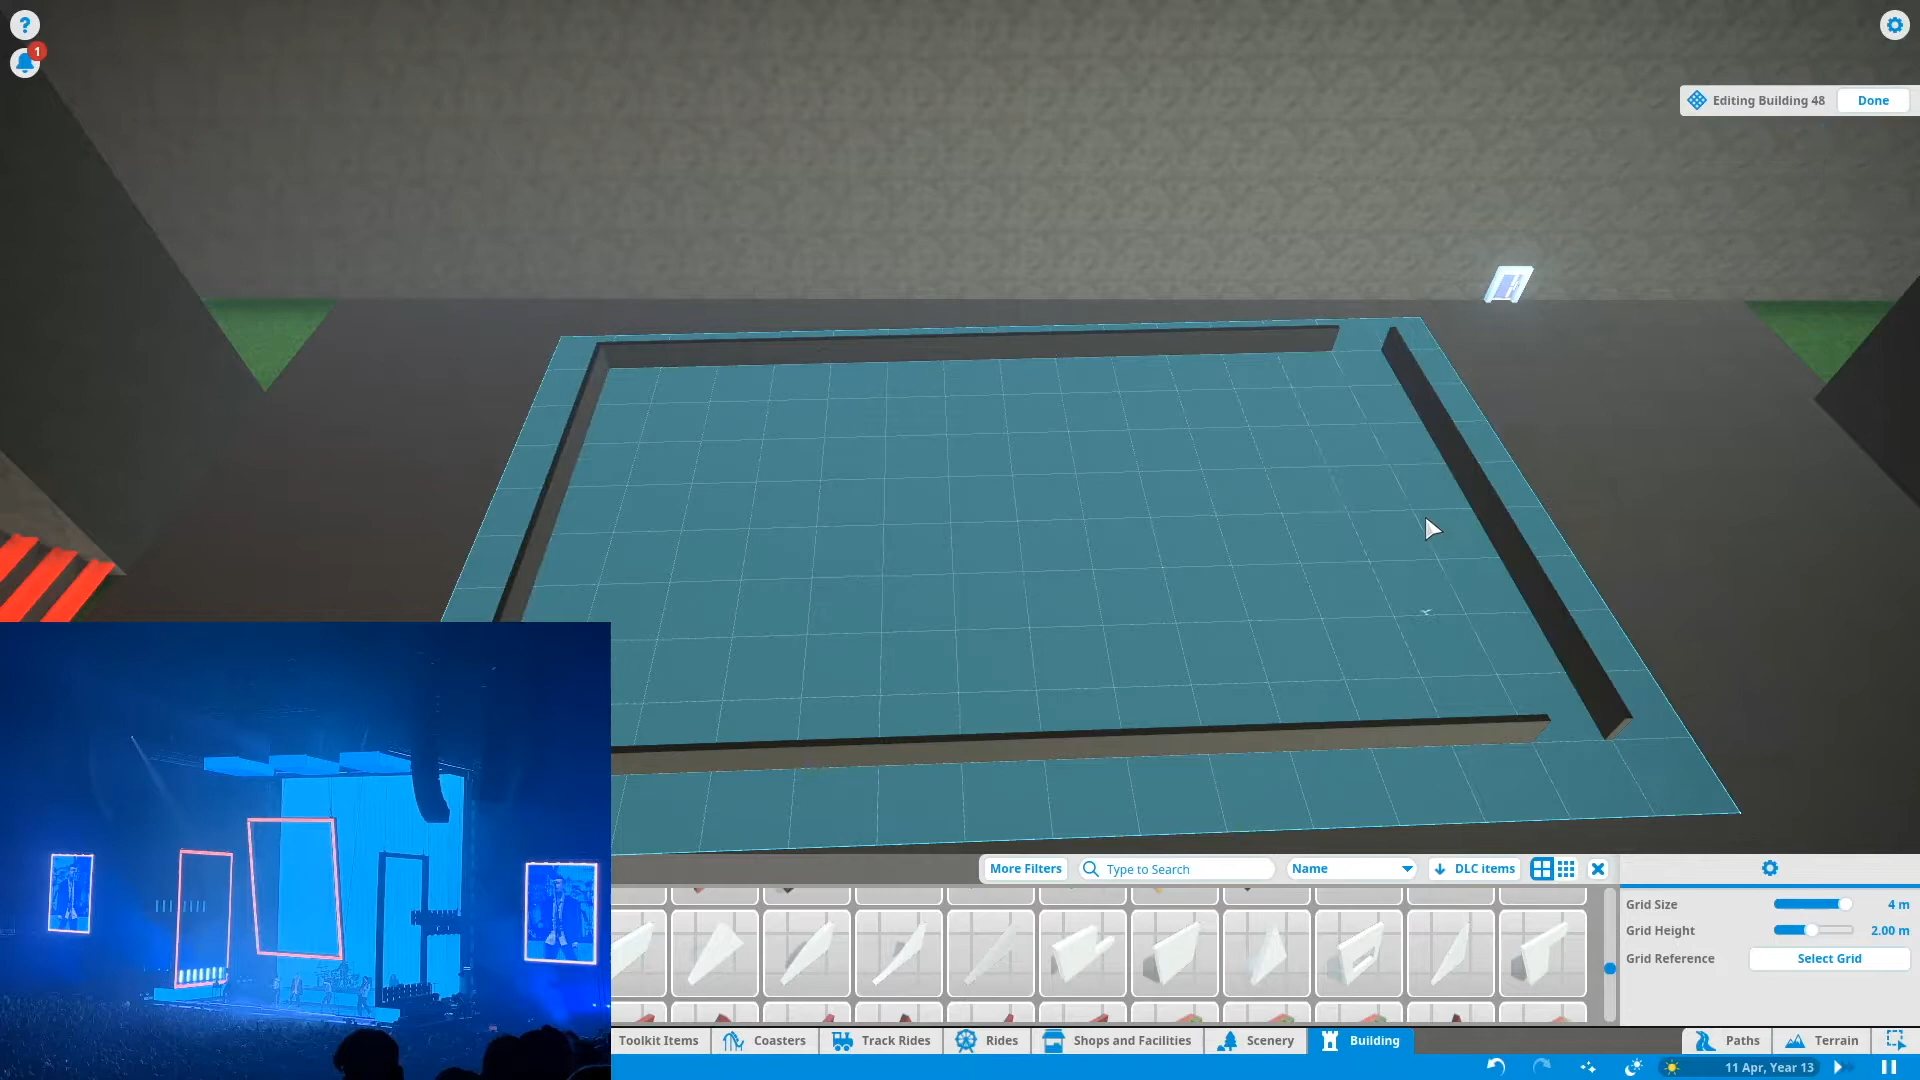 ?
1
Editing Building 48
Done
More Filters
Type to Search
Name
DLC items
Grid Size
4 m
Grid Height
2.00 m
Grid Reference
Select Grid
Toolkit Items
Coasters
Track Rides
Rides
Shops and Facilities
Scenery
Building
Paths
Terrain
11 Apr, Year 13